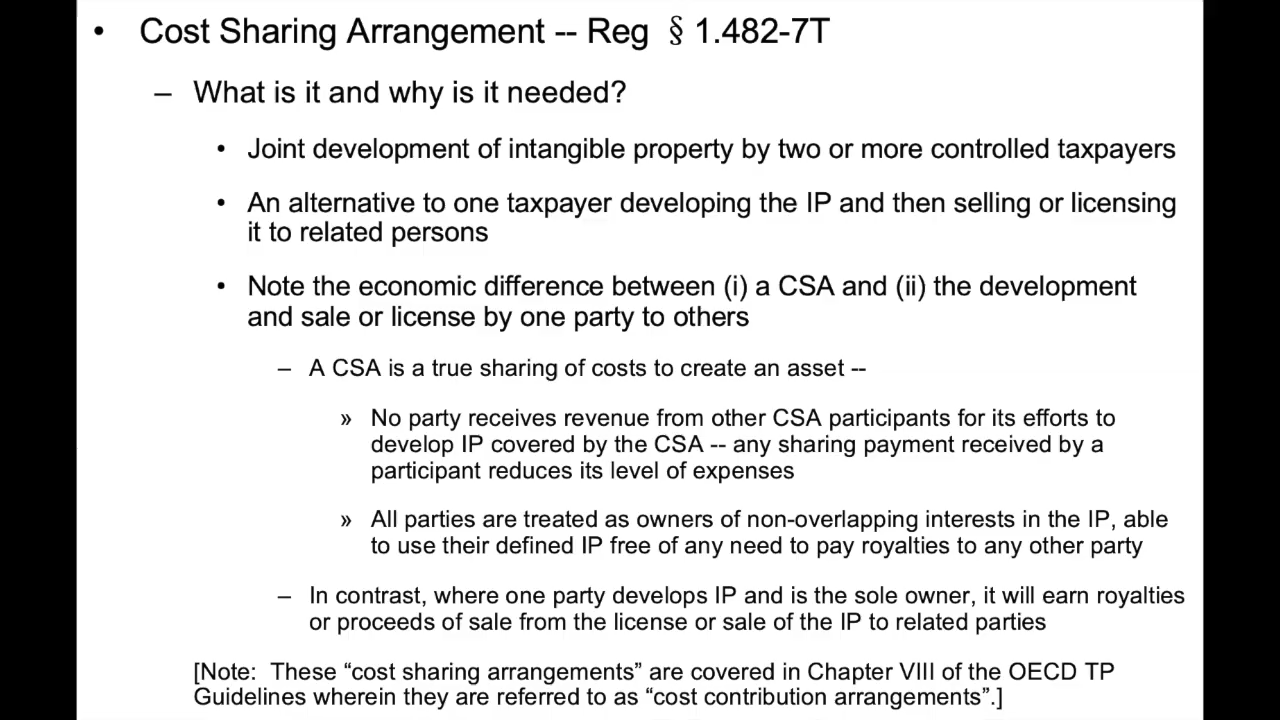 • Cost Sharing Arrangement -- Reg § 1.482-7T
– What is it and why is it needed?
• Joint development of intangible property by two or more controlled taxpayers
• An alternative to one taxpayer developing the IP and then selling or licensing
it to related persons
• Note the economic difference between (i) a CSA and (ii) the development
and sale or license by one party to others
– A CSA is a true sharing of costs to create an asset --
» No party receives revenue from other CSA participants for its efforts to
develop IP covered by the CSA -- any sharing payment received by a
participant reduces its level of expenses
» All parties are treated as owners of non-overlapping interests in the IP, able
to use their defined IP free of any need to pay royalties to any other party
– In contrast, where one party develops IP and is the sole owner, it will earn royalties
or proceeds of sale from the license or sale of the IP to related parties
[Note:  These “cost sharing arrangements” are covered in Chapter VIII of the OECD TP
Guidelines wherein they are referred to as “cost contribution arrangements”.]